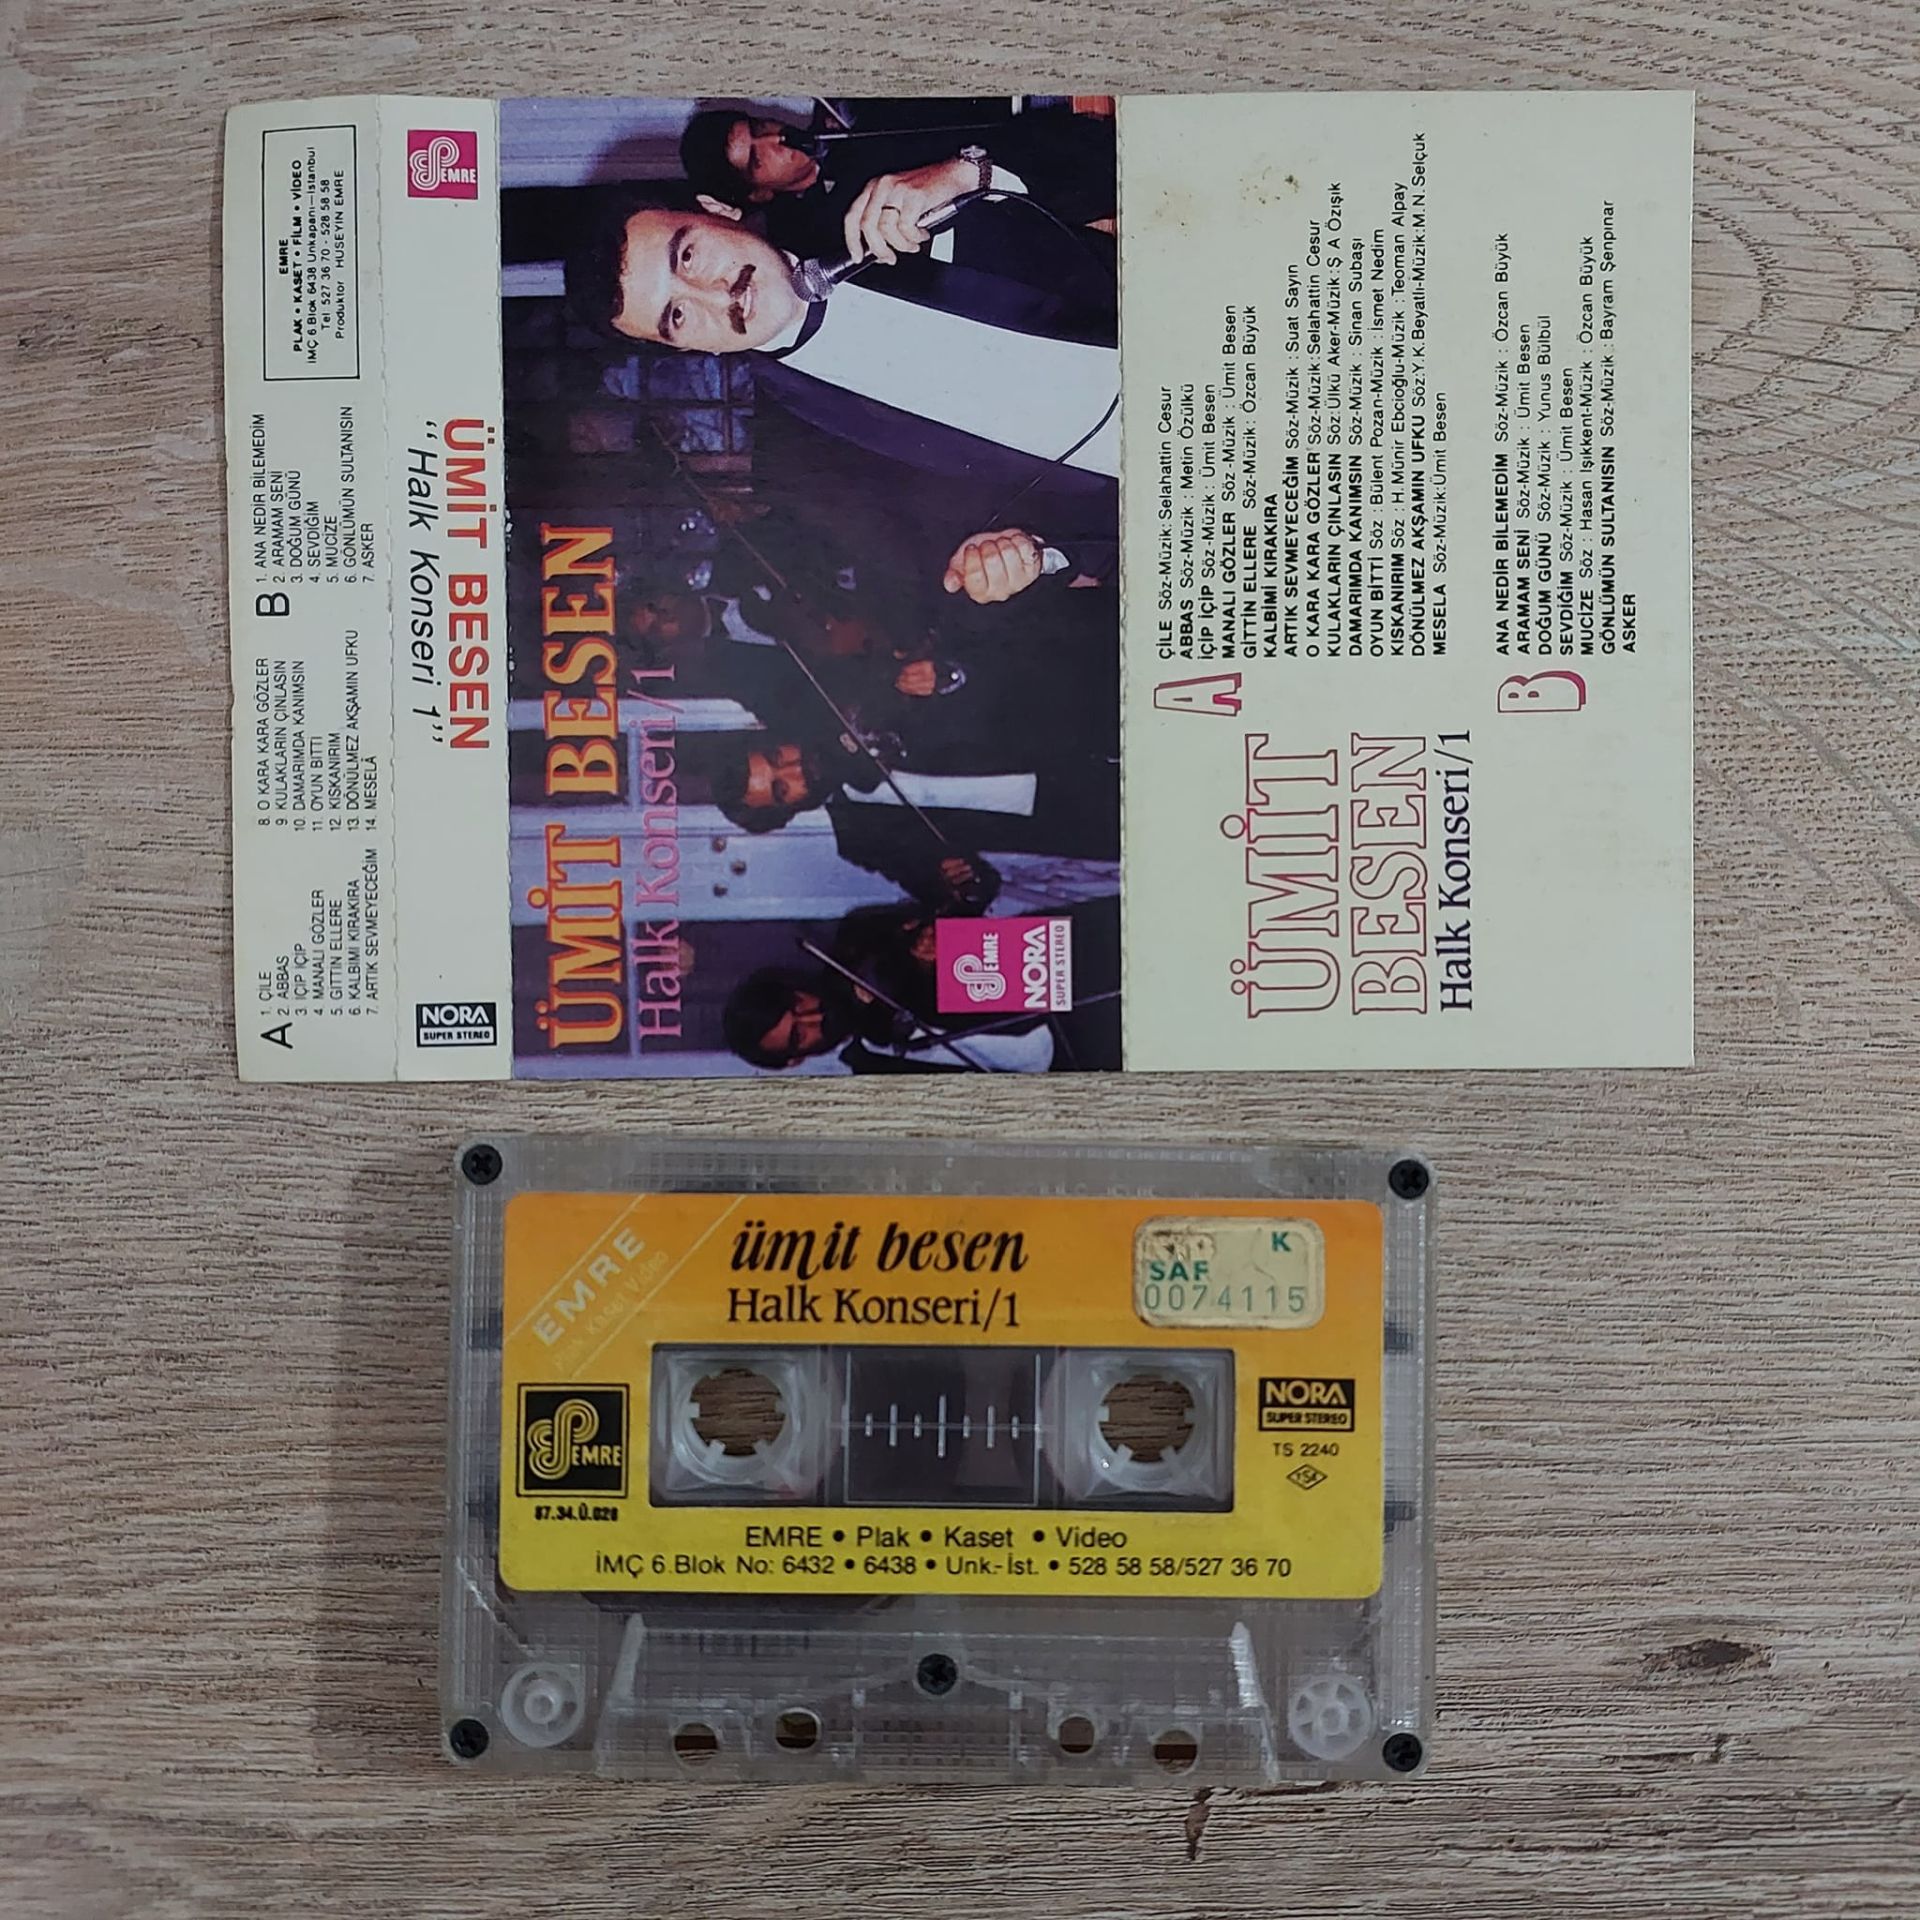 A
1. ÇİLE
2. ABBAS
3. İÇİP İÇİP
4. MANALI GÖZLER
5. GİTTİN ELLERE
6. KALBİMİ KIRAKIRA
7. ARTIK SEVMEYECEĞİM
8. O KARA KARA GÖZLER
9. KULAKLARIN ÇINLASIN
10. DAMARIMDA KANIMSIN
11. OYUN BİTTİ
12. KISKANIRIM
13. DÖNÜLMEZ AKŞAMIN UFKU
14. MESELÂ
B
1. ANA NEDİR BİLEMEDİM
2. ARAMAM SENİ
3. DOĞUM GÜNÜ
4. SEVDİĞİM
5. MUCİZE
6. GÖNLÜMÜN SULTANISIN
7. ASKER
EMRE
PLAK • KASET • FİLM • VİDEO
İMÇ 6.Blok 6438 Unkapanı-İstanbul
Tel: 527 36 70 - 528 58 58
Prodüktör HÜSEYİN EMRE
NORA
SUPER STEREO
ÜMİT BESEN
"Halk Konseri 1"
EMRE
ÜMİT BESEN
Halk Konseri/1
EMRE
NORA
SUPER STEREO
ÜMİT
BESEN
Halk Konseri/1
A
ÇİLE Söz-Müzik: Selahattin Cesur
ABBAS Söz-Müzik : Metin Özülkü
İÇİP İÇİP Söz-Müzik : Ümit Besen
MANALI GÖZLER Söz-Müzik : Ümit Besen
GİTTİN ELLERE Söz-Müzik : Özcan Büyük
KALBİMİ KIRAKIRA
ARTIK SEVMEYECEĞİM Söz-Müzik : Suat Sayın
O KARA KARA GÖZLER Söz-Müzik : Selahattin Cesur
KULAKLARIN ÇINLASIN Söz: Ülkü Aker-Müzik : Ş A Özışık
DAMARIMDA KANIMSIN Söz-Müzik : Sinan Subaşı
OYUN BİTTİ Söz : Bülent Pozan-Müzik : İsmet Nedim
KISKANIRIM Söz : H.Münir Ebcioğlu-Müzik : Teoman Alpay
DÖNÜLMEZ AKŞAMIN UFKU Söz:Y.K.Beyatlı-Müzik:M.N.Selçuk
MESELA Söz-Müzik:Ümit Besen
B
ANA NEDİR BİLEMEDİM Söz-Müzik : Özcan Büyük
ARAMAM SENİ Söz-Müzik : Ümit Besen
DOĞUM GÜNÜ Söz-Müzik : Yunus Bülbül
SEVDİĞİM Söz-Müzik : Ümit Besen
MUCİZE Söz : Hasan Işıkkent-Müzik : Özcan Büyük
GÖNLÜMÜN SULTANISIN Söz-Müzik : Bayram Şenpınar
ASKER
EMRE
Plak Kaset Video
ümit besen
Halk Konseri/1
K
SAF
0074115
EMRE
87.34.Ü.028
NORA
SUPER STEREO
TS 2240
TSE
EMRE • Plak • Kaset • Video
İMÇ 6.Blok No: 6432 • 6438 • Unk.-İst. • 528 58 58/527 36 70